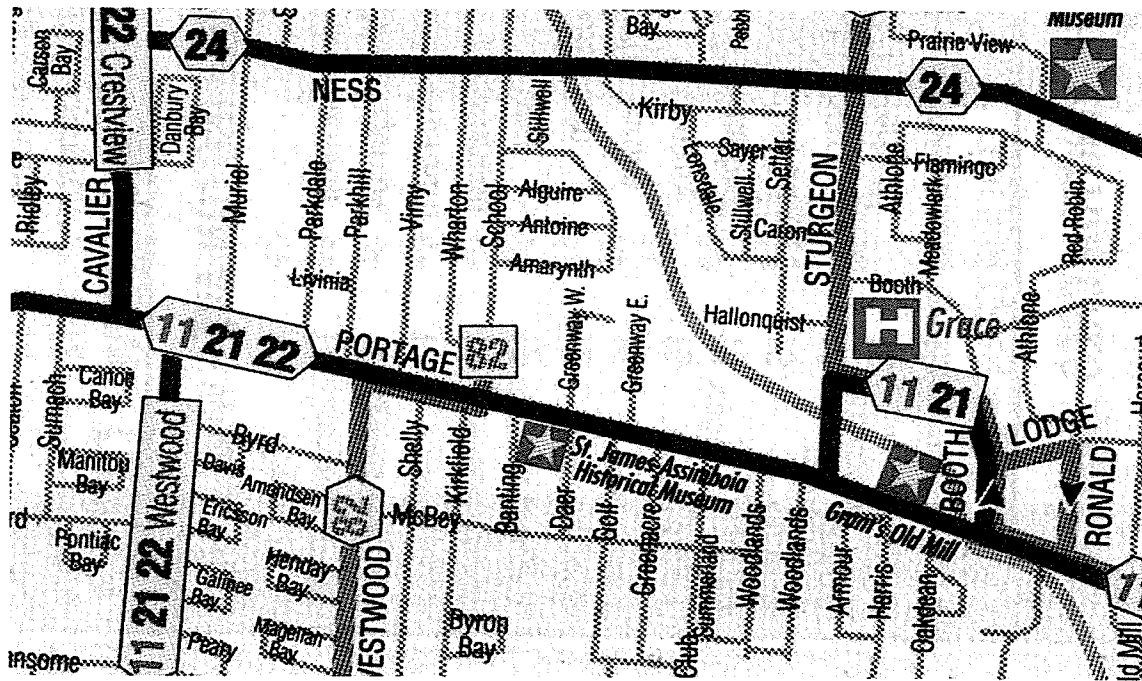 22 Crestview
24
NESS
Causon
Bay
Danbury
Bay
Ridley
CAVALIER
Muriel
Parkdale
Parkhill
Vimy
Wharton
School
Livinia
Stillwell
Alguire
Antoine
Amarynth
Bay
Kirby
Lonsdale
Sayer
Stillwell
Setter
Caron
STURGEON
Hallonquist
Prairie View
24
Museum
Athlone
Flamingo
Meadowlark
Red Robin
Booth
Athlone
H Grace
11 21
LODGE
BOOTH
RONALD
11 21 22
PORTAGE
82
Greenway W.
Greenway E.
St. James Assiniboia
Historical Museum
Grant's Old Mill
Sumach
Canoe
Bay
Manitou
Bay
Pontiac
Bay
11 21 22 Westwood
Byrd
Davis
Amundsen
Bay
Ericsson
Bay
Henday
Bay
Galinee
Bay
Magellan
Bay
Peary
82
WESTWOOD
Shelly
Kirkfield
McBey
Byron
Bay
Banting
Daer
Golf
Greenacre
Club
Summerland
Woodlands
Woodlands
Armour
Harris
Oakdean